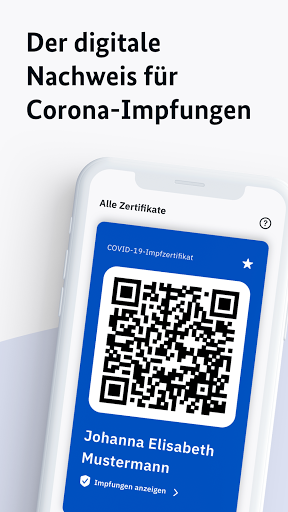 Der digitale
Nachweis für
Corona-Impfungen
Alle Zertifikate
?
COVID-19-Impfzertifikat
Johanna Elisabeth
Mustermann
Impfungen anzeigen